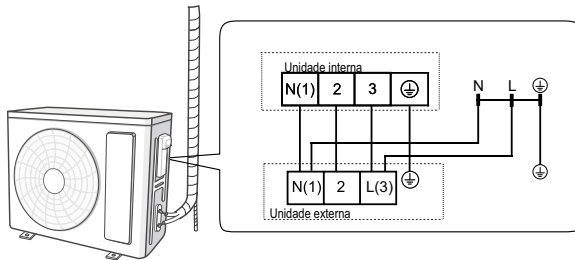 Unidade interna
N(1) 2 3
N L
N(1) 2 L(3)
Unidade externa